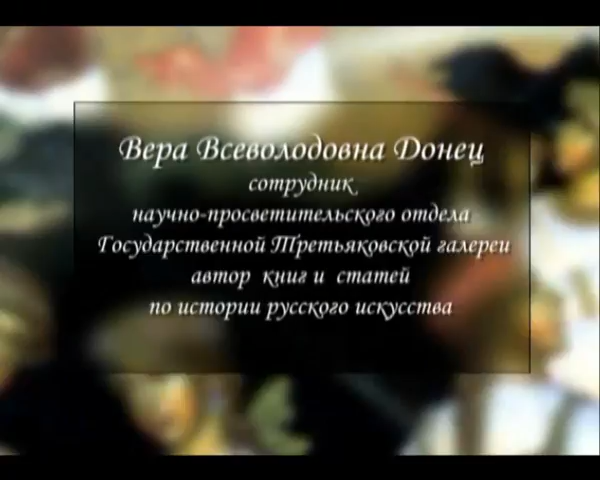 Вера Всеволодовна Донец
сотрудник
научно-просветительского отдела
Государственной Третьяковской галереи
автор книг и статей
по истории русского искусства